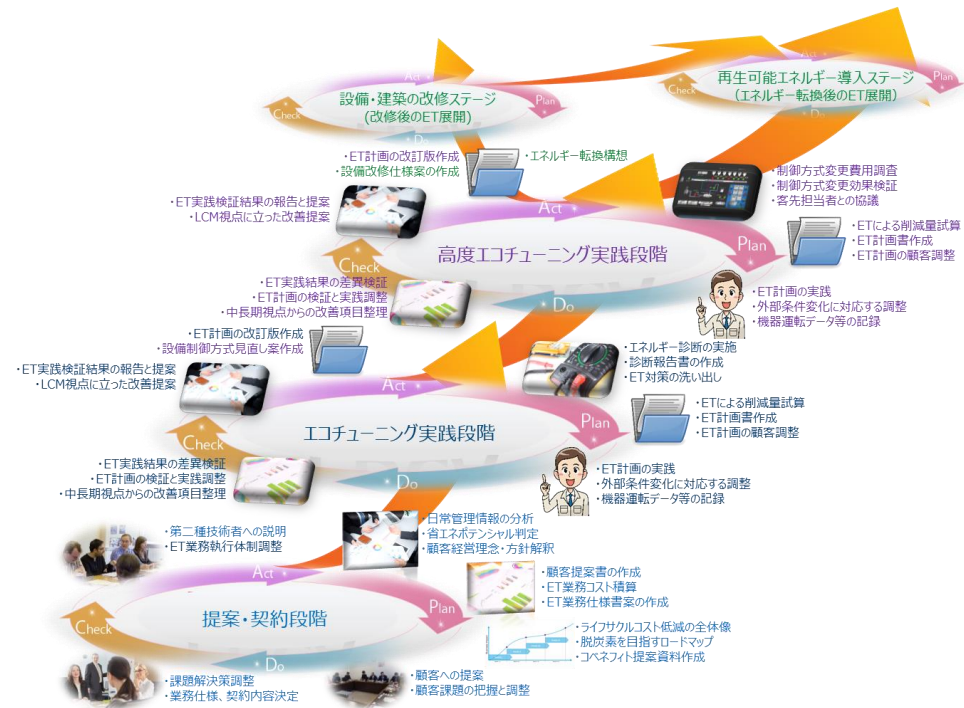 Act
設備・建築の改修ステージ
(改修後のET展開)
Plan
Check
Do
Act
再生可能エネルギー導入ステージ
(エネルギー転換後のET展開)
Plan
Check
Do
・ET計画の改訂版作成
・設備改修仕様案の作成
・エネルギー転換構想
・制御方式変更費用調査
・制御方式変更効果検証
・客先担当者との協議
・ET実践検証結果の報告と提案
・LCM視点に立った改善提案
Act
・ETによる削減量試算
・ET計画書作成
・ET計画の顧客調整
高度エコチューニング実践段階
Plan
Check
Do
・ET実践結果の差異検証
・ET計画の検証と実践調整
・中長期視点からの改善項目整理
・ET計画の実践
・外部条件変化に対応する調整
・機器運転データ等の記録
・ET計画の改訂版作成
・設備制御方式見直し案作成
・エネルギー診断の実施
・診断報告書の作成
・ET対策の洗い出し
・ET実践検証結果の報告と提案
・LCM視点に立った改善提案
Act
・ETによる削減量試算
・ET計画書作成
・ET計画の顧客調整
エコチューニング実践段階
Plan
Check
Do
・ET実践結果の差異検証
・ET計画の検証と実践調整
・中長期視点からの改善項目整理
・ET計画の実践
・外部条件変化に対応する調整
・機器運転データ等の記録
・第二種技術者への説明
・ET業務執行体制調整
・日常管理情報の分析
・省エネポテンシャル判定
・顧客経営理念・方針解釈
Act
・顧客提案書の作成
・ET業務コスト積算
・ET業務仕様書案の作成
提案・契約段階
Plan
Check
Do
・ライフサクルコスト低減の全体像
・脱炭素を目指すロードマップ
・コベネフィト提案資料作成
・課題解決策調整
・業務仕様、契約内容決定
・顧客への提案
・顧客課題の把握と調整